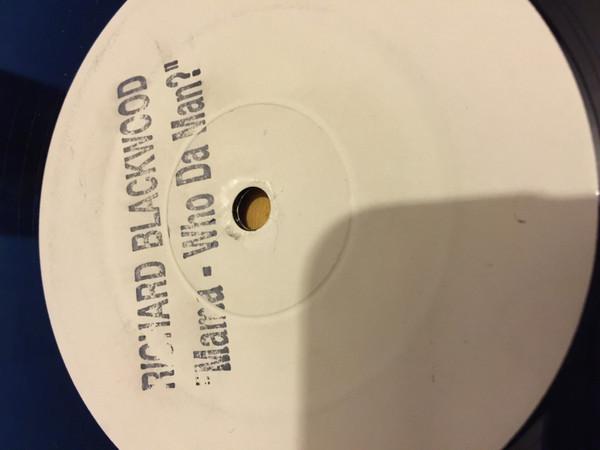 RICHARD BLACKWOOD
"Mama - Who Da Man?"